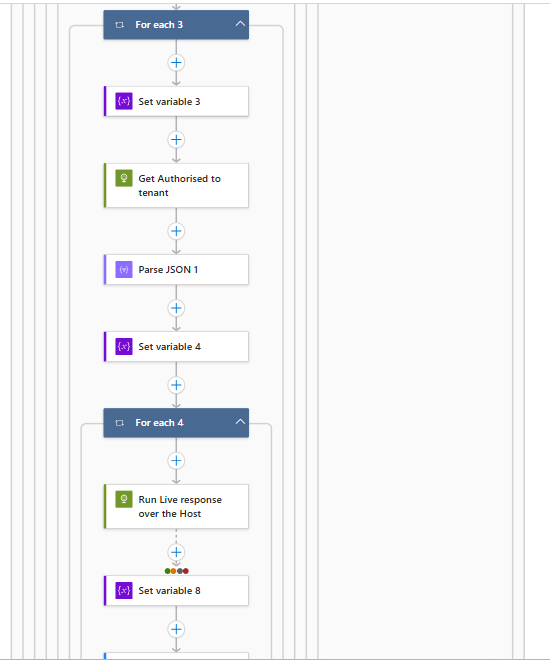 For each 3
Set variable 3
Get Authorised to
tenant
Parse JSON 1
Set variable 4
For each 4
Run Live response
over the Host
Set variable 8